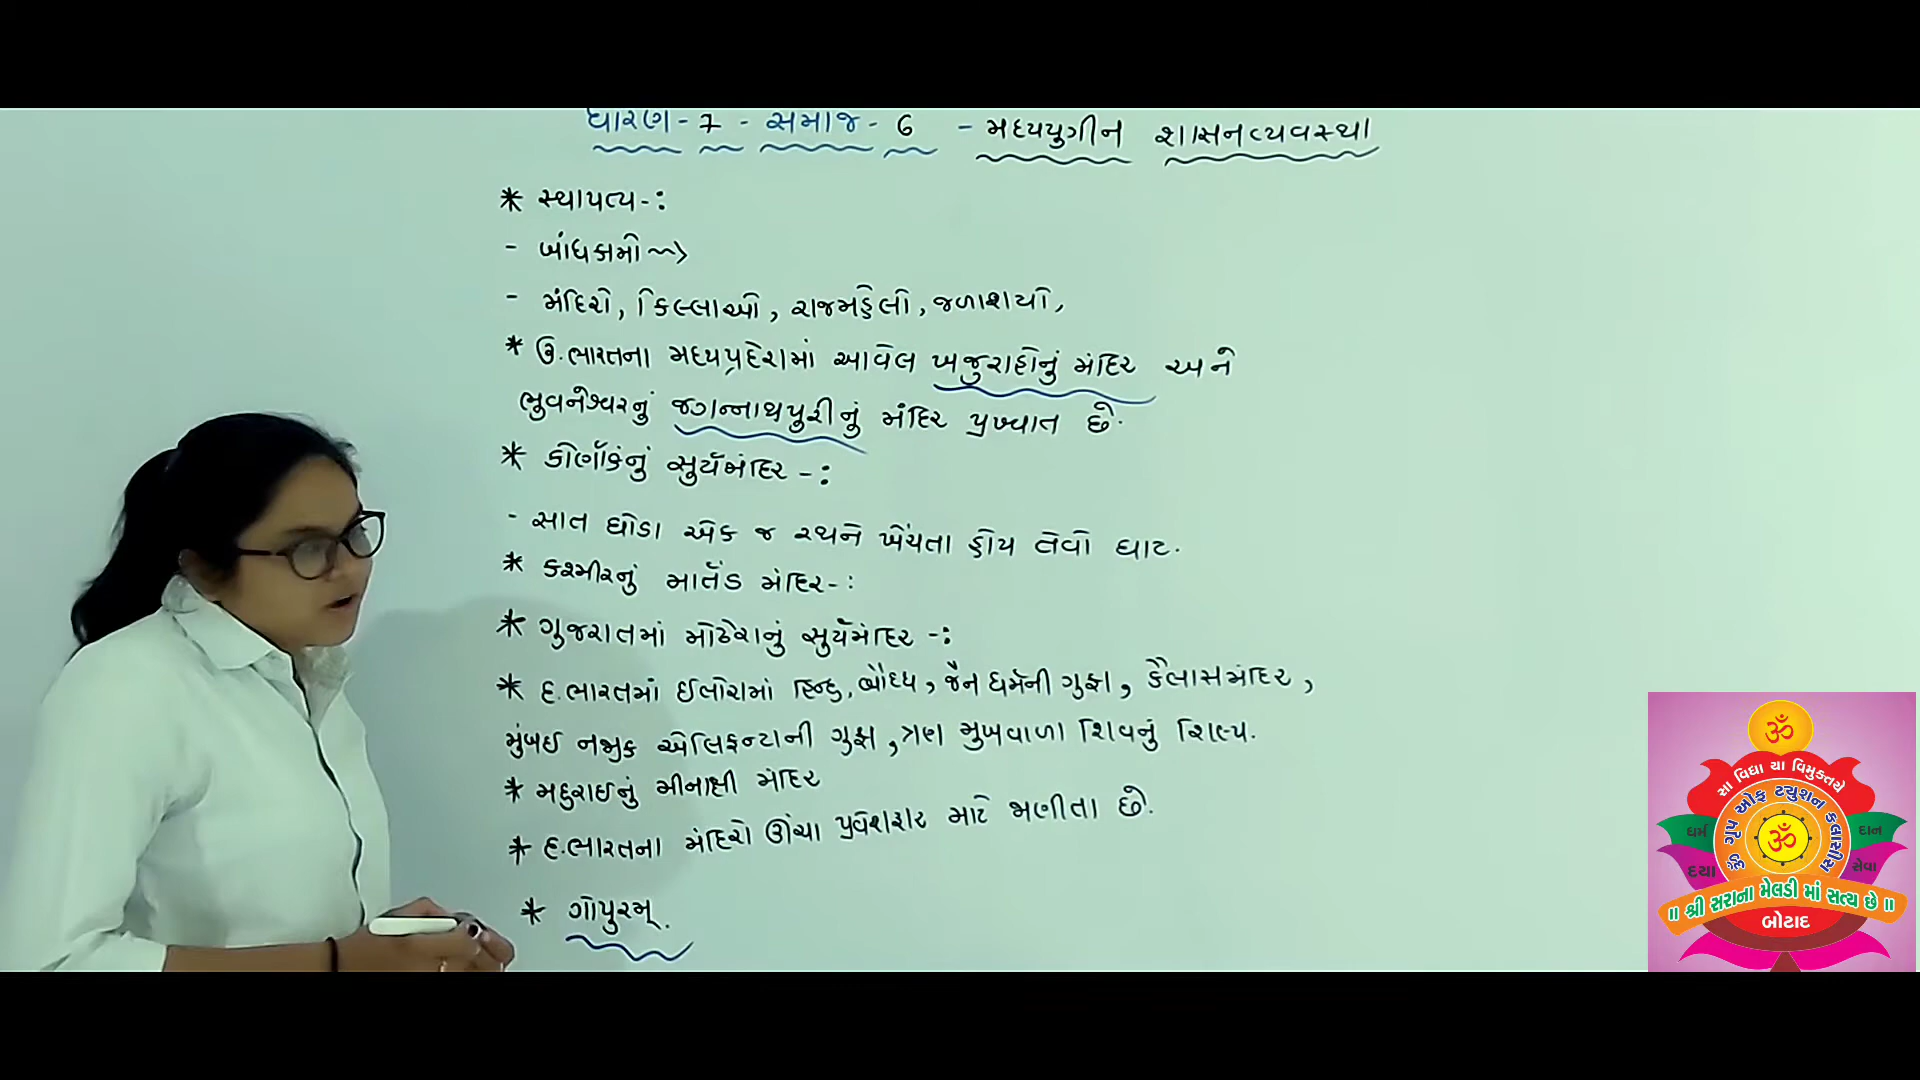 ધોરણ - 7 - સમાજ - 6 - મધ્યયુગીન શાસનવ્યવસ્થા
* સ્થાપત્ય -:
- બાંધકામો ~>
- મંદિરો, કિલ્લાઓ, રાજમહેલો, જળાશયો,
* ઉ.ભારતના મધ્યપ્રદેશમાં આવેલ ખજુરાહોનું મંદિર અને
ભુવનેશ્વરનું જગન્નાથપુરીનું મંદિર પ્રખ્યાત છે.
* કોર્ણાકનું સુર્યમંદિર -:
- સાત ઘોડા એક જ રથને ખેંચતા હોય તેવો ઘાટ.
* કશ્મીરનું માર્તંડ મંદિર -:
* ગુજરાતમાં મોઢેરાનું સુર્યમંદિર -:
* દ.ભારતમાં ઈલોરામાં હિન્દુ, બૌધ્ધ, જૈન ધર્મની ગુફા, કૈલાસમંદિર,
મુંબઈ નજીક એલિફન્ટાની ગુફા, ત્રણ મુખવાળા શિવનું શિલ્પ.
* મદુરાઈનું મીનાક્ષી મંદિર
* દ.ભારતના મંદિરો ઊંચા પ્રવેશદ્વાર માટે જાણીતા છે.
* ગોપુરમ્.
ૐ
સા વિદ્યા યા વિમુક્તયે
ગૃપ ઓફ ટ્યુશન કલાસીસ
ૐ
ધર્મ
દાન
દયા
સેવા
॥ શ્રી સરાના મેલડી માં સત્ય છે ॥
બોટાદ